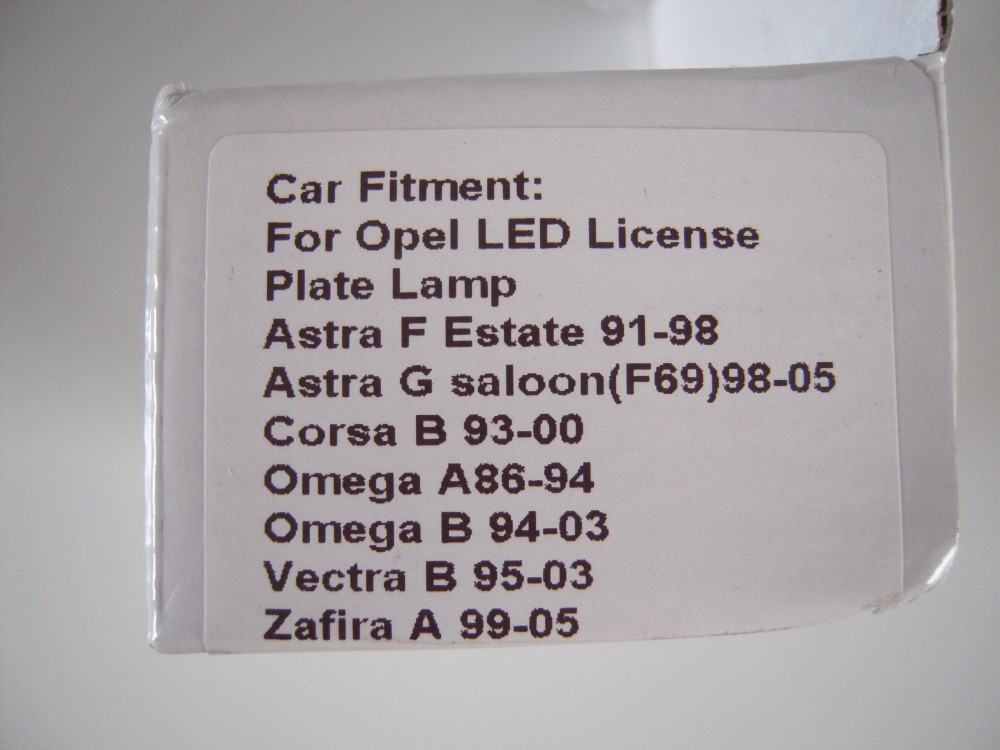 Car Fitment:
For Opel LED License
Plate Lamp
Astra F Estate 91-98
Astra G saloon(F69)98-05
Corsa B 93-00
Omega A86-94
Omega B 94-03
Vectra B 95-03
Zafira A 99-05